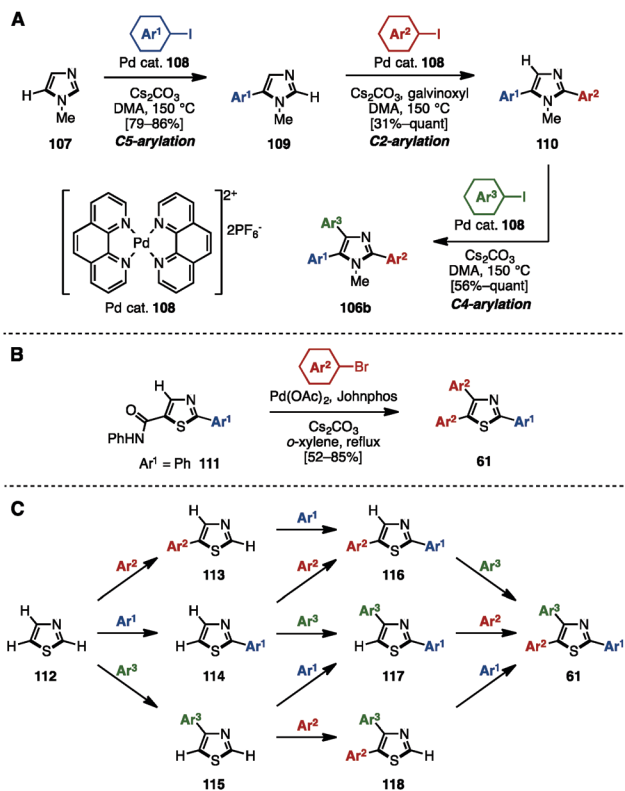 A
Ar1 I
Pd cat. 108
Cs2CO3
DMA, 150 °C
[79–86%]
C5-arylation
N
H
N
Me
107
N
Ar1
N
H
Me
109
Ar2 I
Pd cat. 108
Cs2CO3, galvinoxyl
DMA, 150 °C
[31%–quant]
C2-arylation
H
N
Ar1
N
Ar2
Me
110
N N
Pd
N N
2+
2PF6-
Pd cat. 108
Ar3
N
Ar1
N
Ar2
Me
106b
Ar3 I
Pd cat. 108
Cs2CO3
DMA, 150 °C
[56%–quant]
C4-arylation
B
H
N
O
S
Ar1
PhHN
Ar1 = Ph 111
Ar2 Br
Pd(OAc)2, Johnphos
Cs2CO3
o-xylene, reflux
[52–85%]
Ar2
N
Ar2
S
Ar1
61
C
H
N
H
S
H
112
Ar2
Ar1
Ar3
H
N
Ar2
S
H
113
H
N
H
S
Ar1
114
Ar3
N
H
S
H
115
Ar1
Ar2
Ar3
Ar1
Ar2
H
N
Ar2
S
Ar1
116
Ar3
N
H
S
Ar1
117
Ar3
N
Ar2
S
H
118
Ar3
Ar2
Ar1
Ar3
N
Ar2
S
Ar1
61